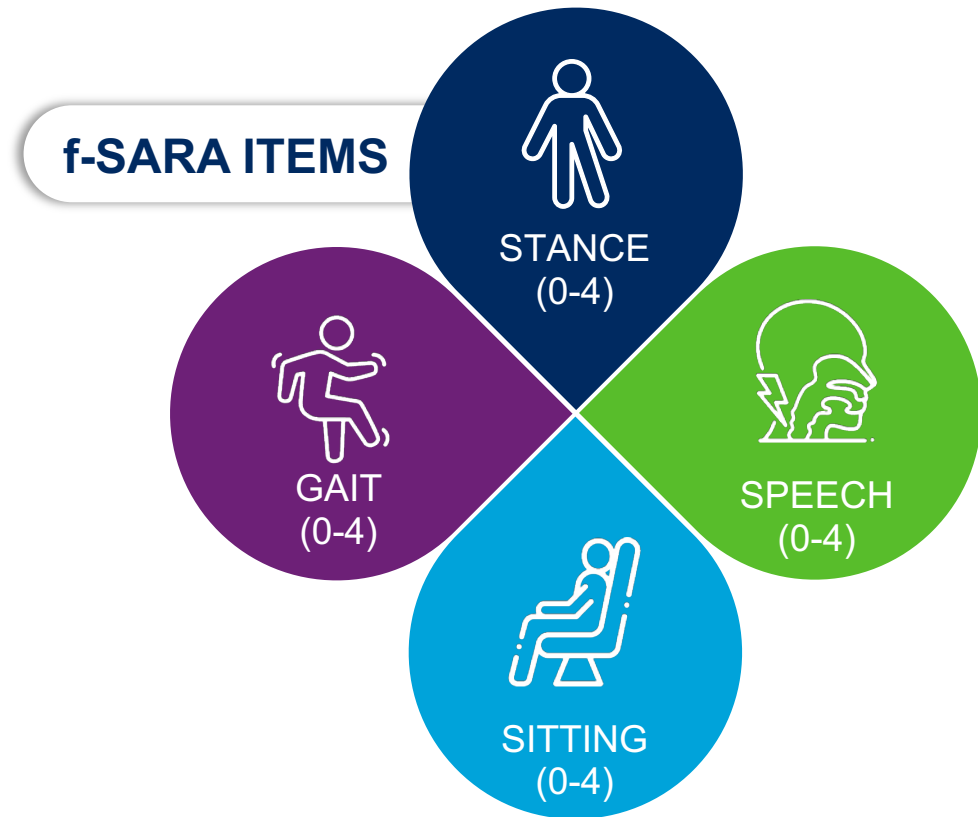 f-SARA ITEMS
STANCE
(0-4)
GAIT
(0-4)
SPEECH
(0-4)
SITTING
(0-4)